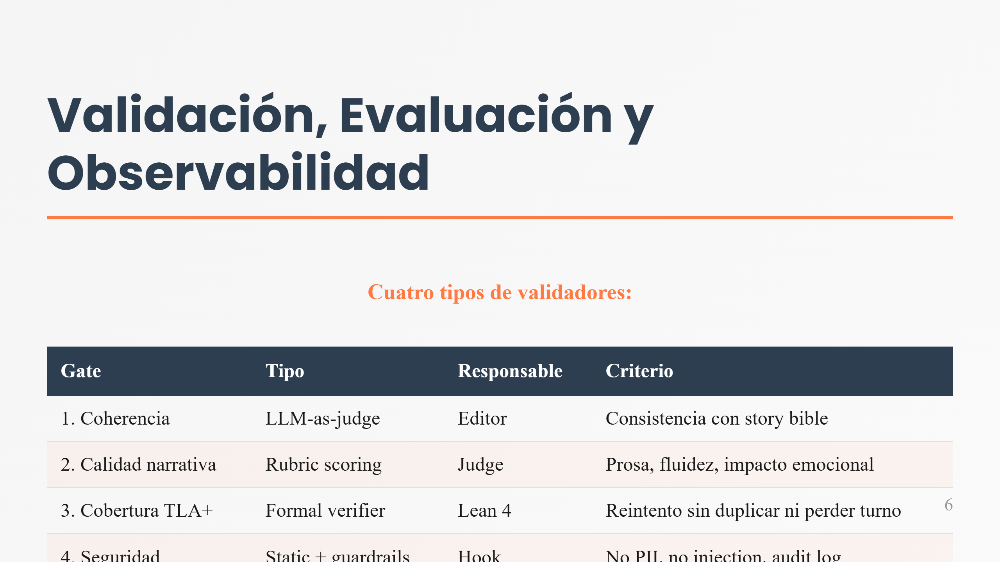 Validación, Evaluación y
Observabilidad
Cuatro tipos de validadores:
Gate Tipo Responsable Criterio
1. Coherencia LLM-as-judge Editor Consistencia con story bible
2. Calidad narrativa Rubric scoring Judge Prosa, fluidez, impacto emocional
3. Cobertura TLA+ Formal verifier Lean 4 Reintento sin duplicar ni perder turno
6
4. Seguridad Static + guardrails Hook No PII, no injection, audit log